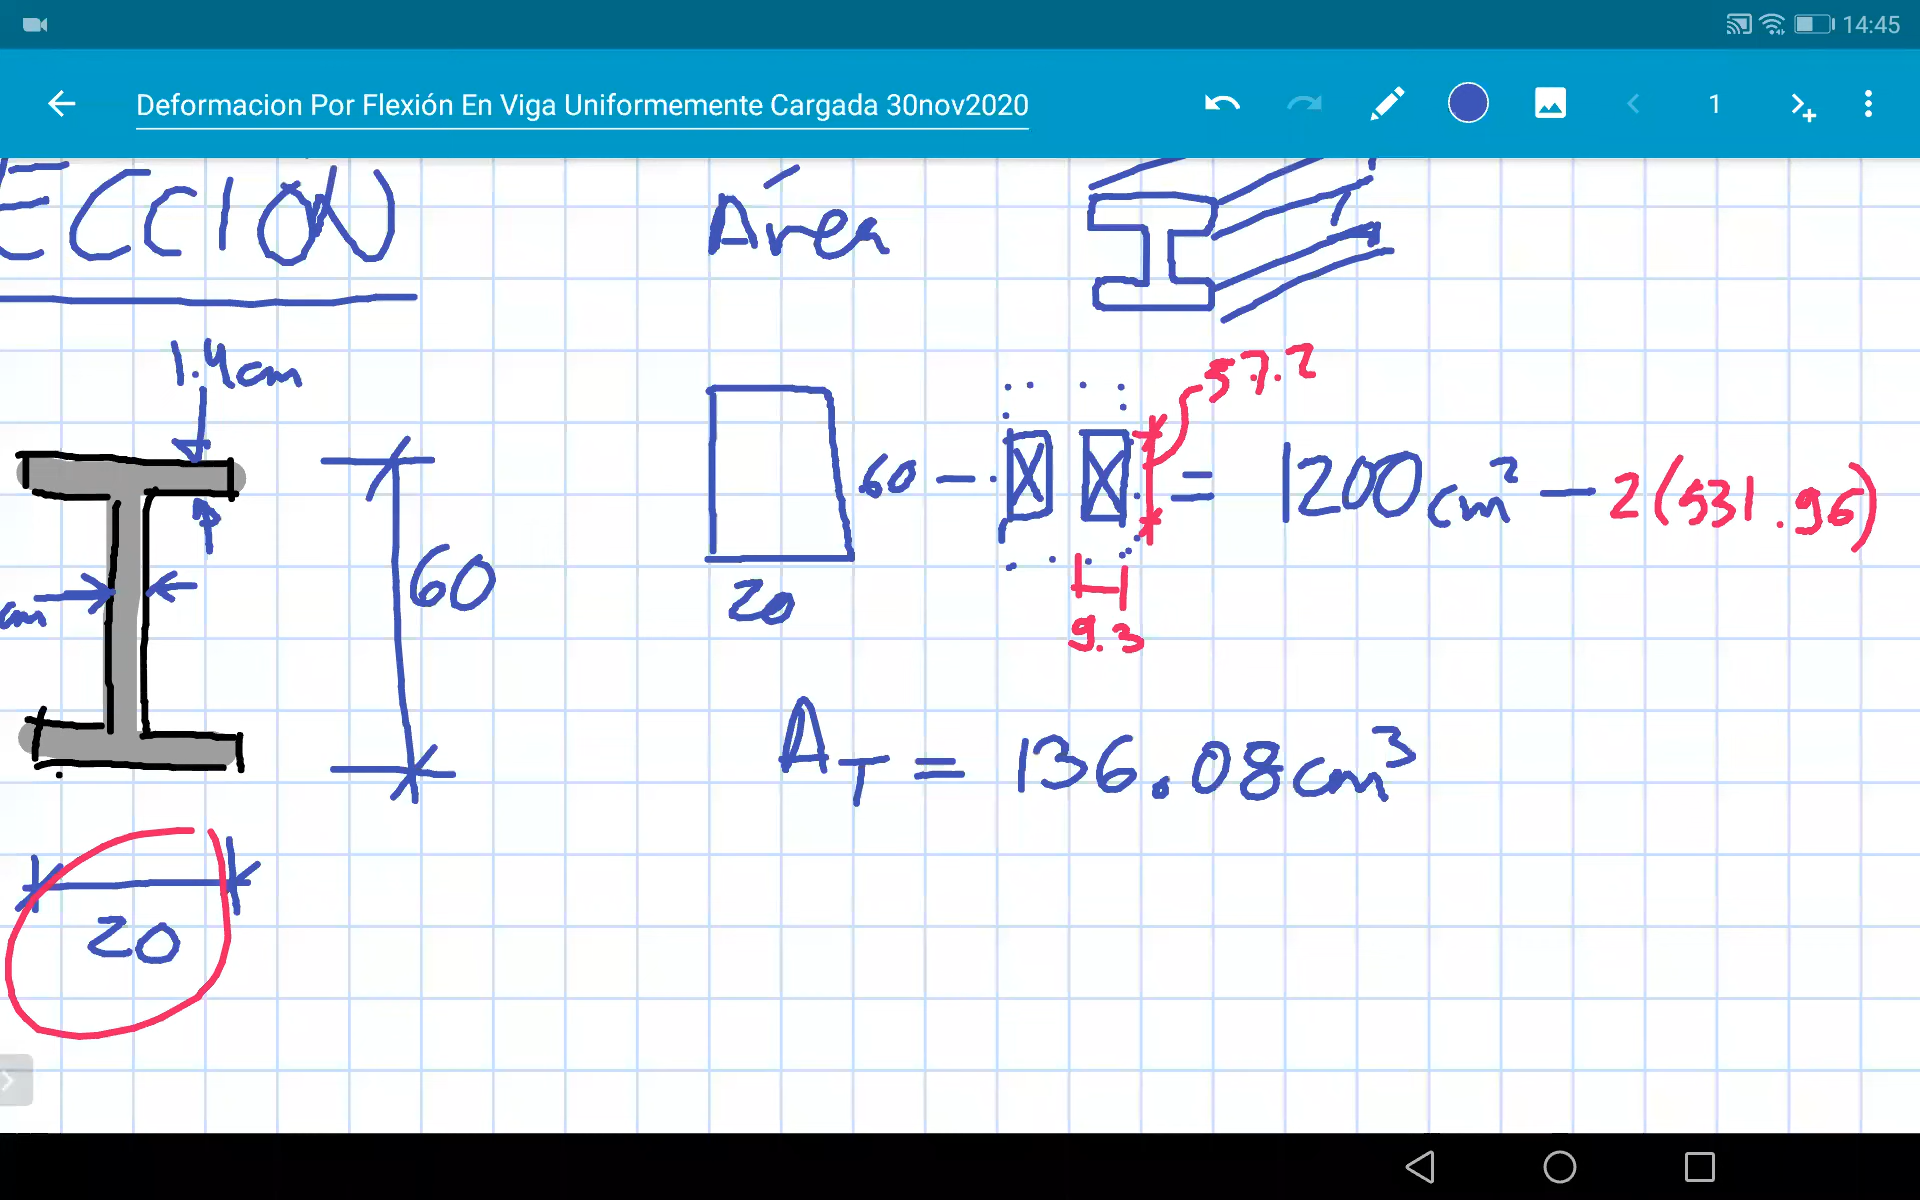 14:45
Deformacion Por Flexión En Viga Uniformemente Cargada 30nov2020
1
ECCION
Área
1.4cm
57.2
60 - = 1200cm² - 2(531.96)
60
cm
20
9.3
A_T = 136.08cm³
20